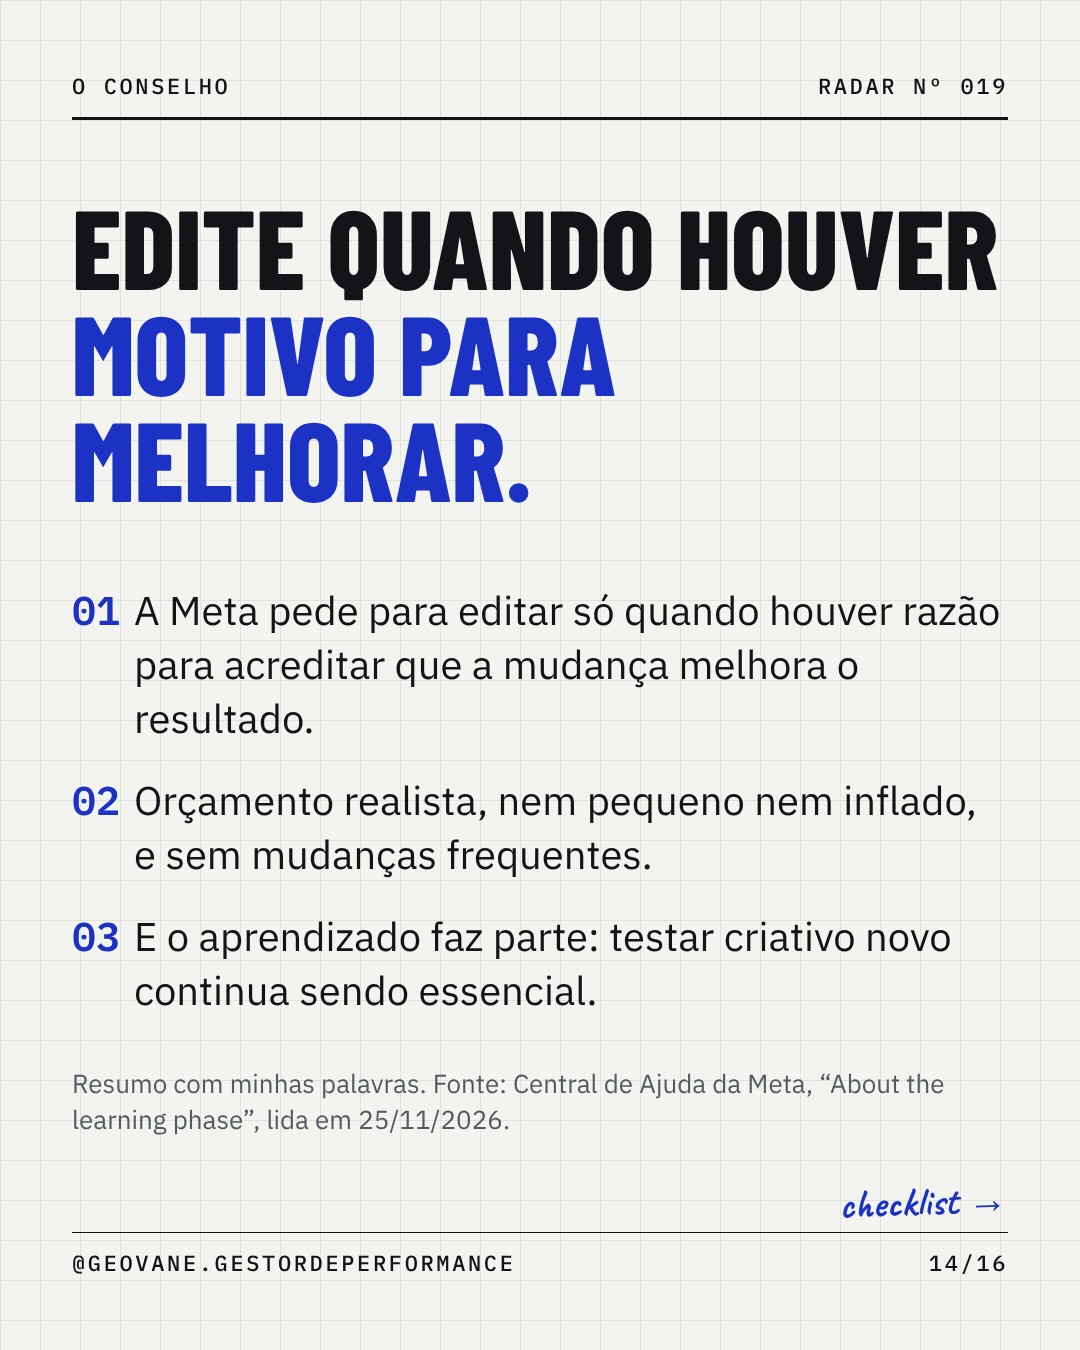 O CONSELHO
RADAR Nº 019
EDITE QUANDO HOUVER
MOTIVO PARA
MELHORAR.
01 A Meta pede para editar só quando houver razão
para acreditar que a mudança melhora o
resultado.
02 Orçamento realista, nem pequeno nem inflado,
e sem mudanças frequentes.
03 E o aprendizado faz parte: testar criativo novo
continua sendo essencial.
Resumo com minhas palavras. Fonte: Central de Ajuda da Meta, “About the
learning phase”, lida em 25/11/2026.
checklist →
@GEOVANE.GESTORDEPERFORMANCE
14/16